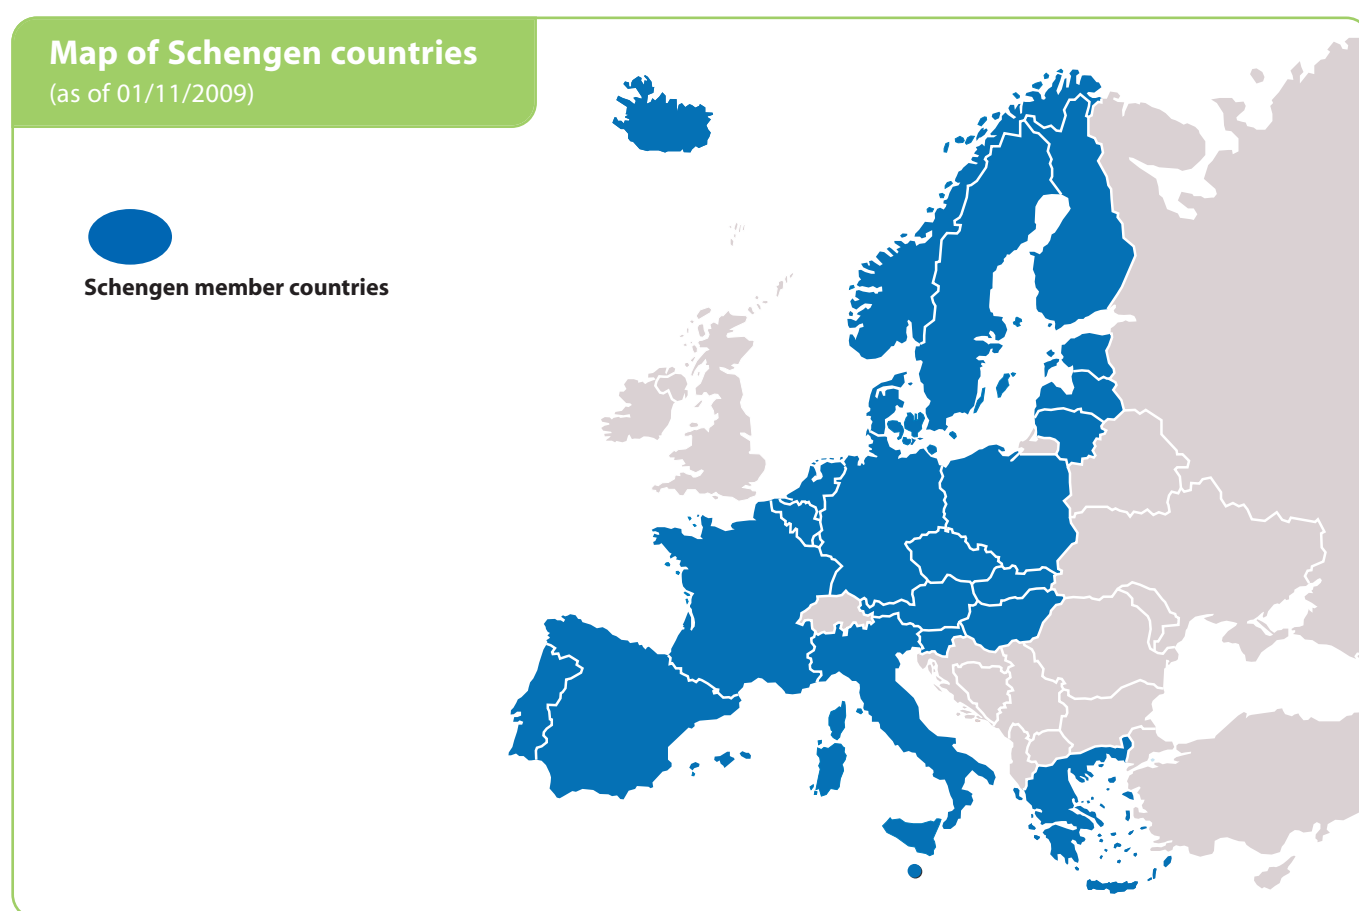 Map of Schengen countries
(as of 01/11/2009)
Schengen member countries